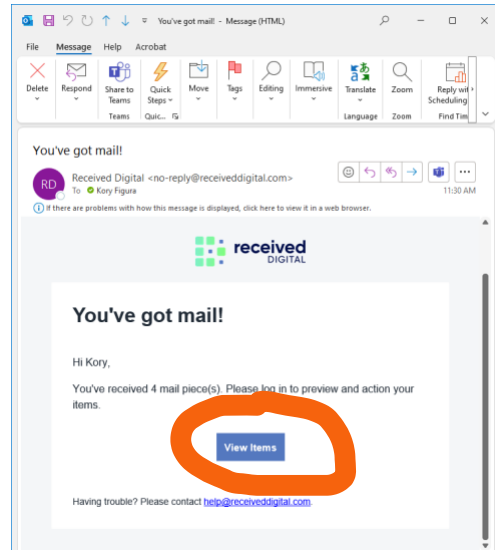 You've got mail! - Message (HTML)
File Message Help Acrobat
Delete
Respond
Share to
Teams
Quick
Steps
Move
Tags
Editing
Immersive
Translate
Zoom
Reply wit
Scheduling
Teams
Quic...
Language
Zoom
Find Tim
You've got mail!
RD
Received Digital <no-reply@receiveddigital.com>
To Kory Figura
11:30 AM
If there are problems with how this message is displayed, click here to view it in a web browser.
received
DIGITAL
You've got mail!
Hi Kory,
You've received 4 mail piece(s). Please log in to preview and action your
items.
View Items
Having trouble? Please contact help@receiveddigital.com.